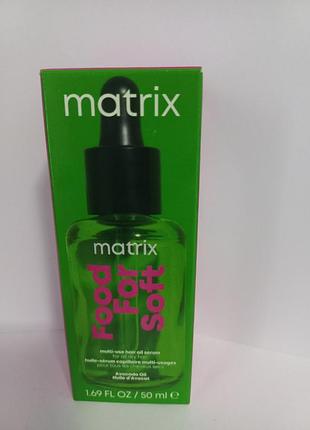 matrix
matrix
Food For Soft
multi-use hair oil serum
for all dry hair
huile-sérum capillaire multi-usages
pour tous les cheveux secs
Avocado Oil
Huile d'Avocat
1.69 FL OZ / 50 ml ℮